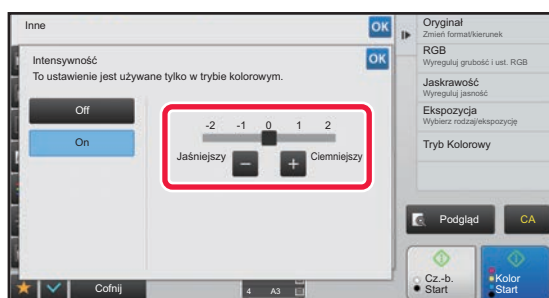 Inne
OK
Intensywność
OK
To ustawienie jest używane tylko w trybie kolorowym.
Off
On
-2 -1 0 1 2
Jaśniejszy
Ciemniejszy
Cofnij
4 A3
Oryginał
Zmień format/kierunek
RGB
Wyreguluj grubość i ust. RGB
Jaskrawość
Wyreguluj jasność
Ekspozycja
Wybierz rodzaj/ekspozycję
Tryb Kolorowy
Podgląd
CA
Cz.-b.
Start
Kolor
Start